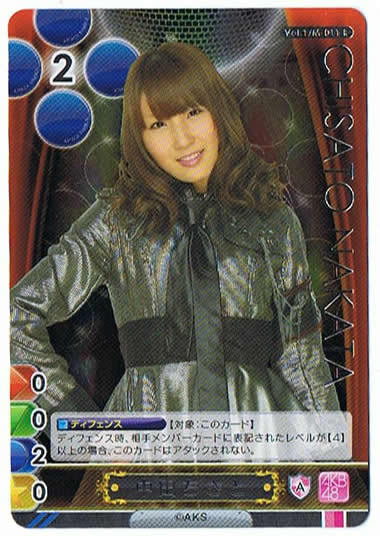 Vol.1/M-011 R
2
CHISATO NAKATA
0
0
2
0
ディフェンス 【対象:このカード】
ディフェンス時、相手メンバーカードに表記されたレベルが【4】
以上の場合、このカードはアタックされない。
中田ちさと
A
AKB
48
©AKS